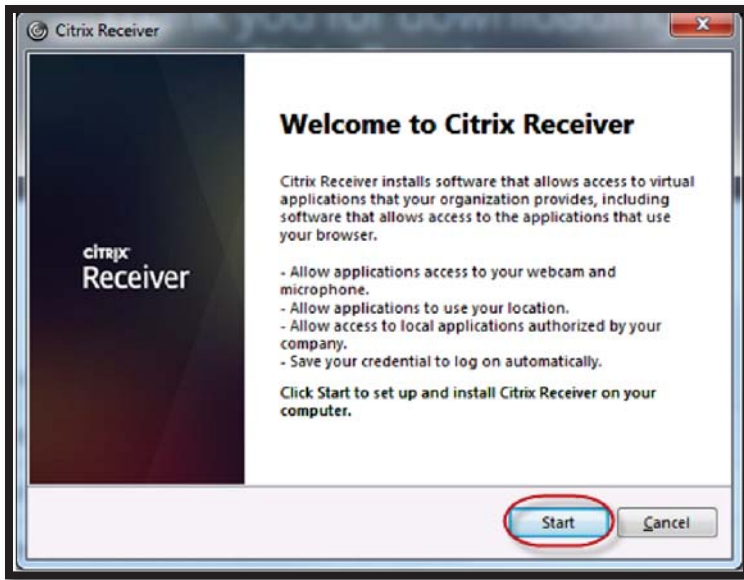 you for download
Citrix Receiver
Welcome to Citrix Receiver
Citrix Receiver installs software that allows access to virtual
applications that your organization provides, including
software that allows access to the applications that use
your browser.
- Allow applications access to your webcam and
microphone.
- Allow applications to use your location.
- Allow access to local applications authorized by your
company.
- Save your credential to log on automatically.
Click Start to set up and install Citrix Receiver on your
computer.
CITRIX
Receiver
Start
Cancel